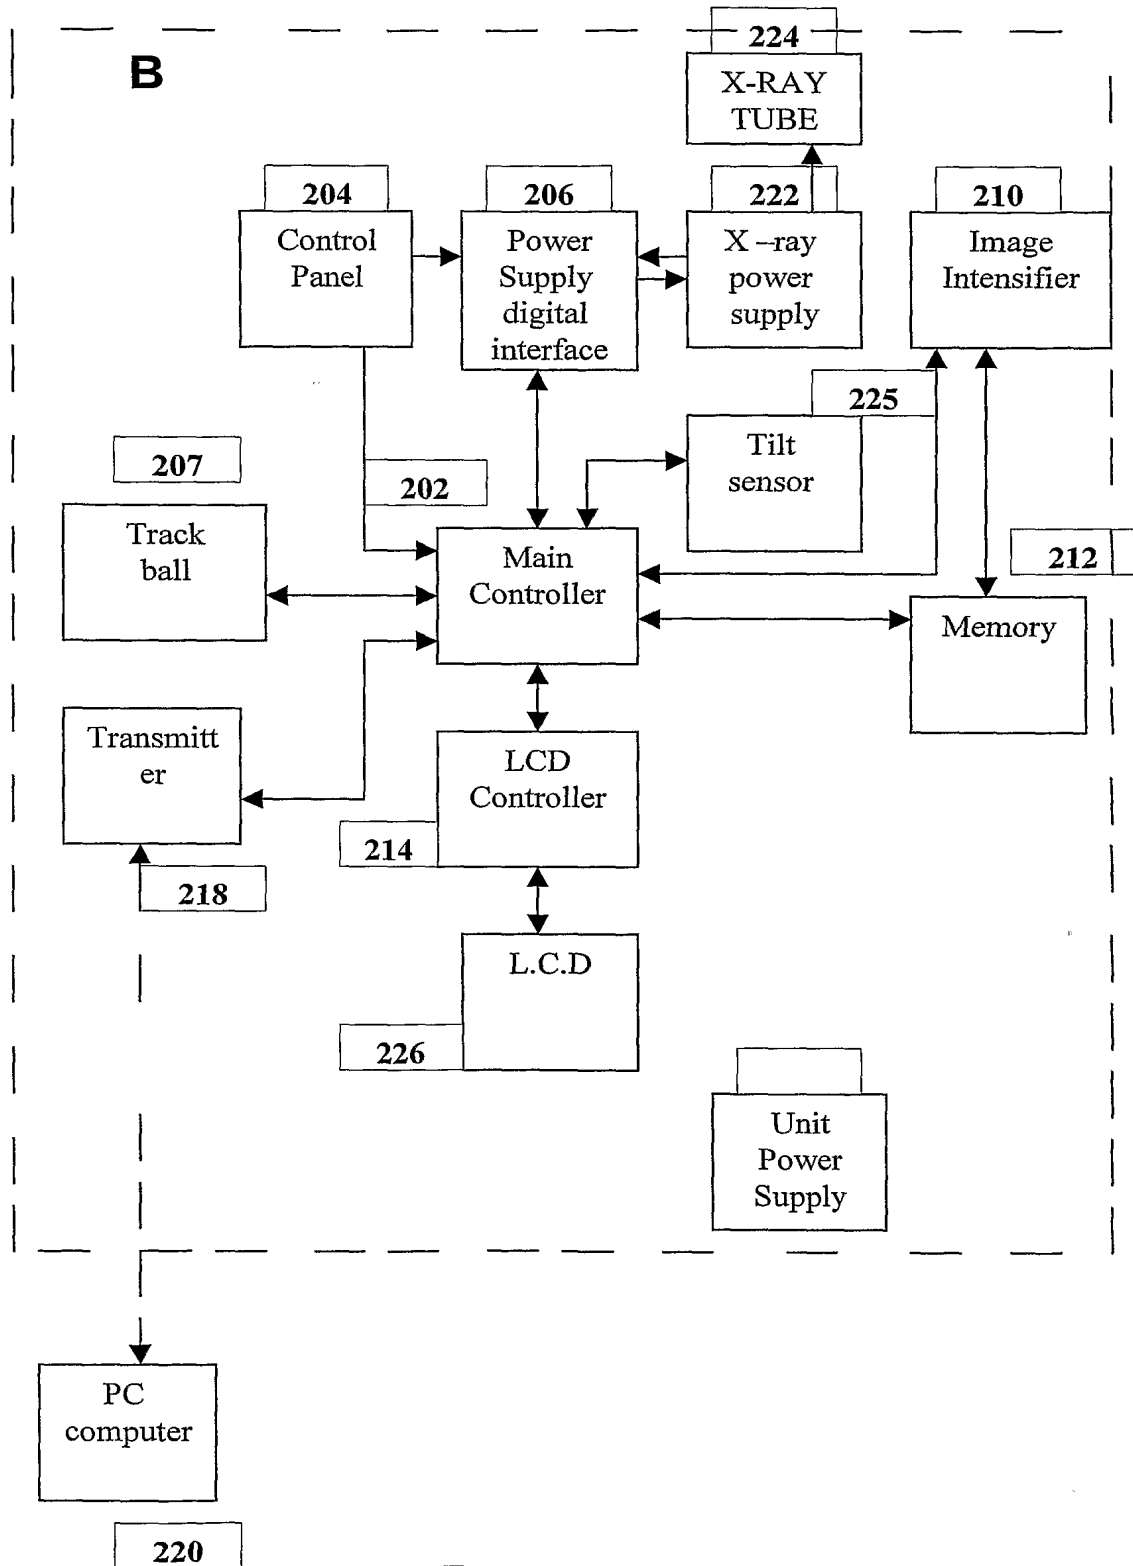 224
B
X-RAY
TUBE
204
206
222
210
Control
Panel
Power
Supply
digital
interface
X –ray
power
supply
Image
Intensifier
225
Tilt
sensor
207
202
Track
ball
Main
Controller
212
Memory
Transmitt
er
LCD
Controller
214
218
L.C.D
226
Unit
Power
Supply
PC
computer
220